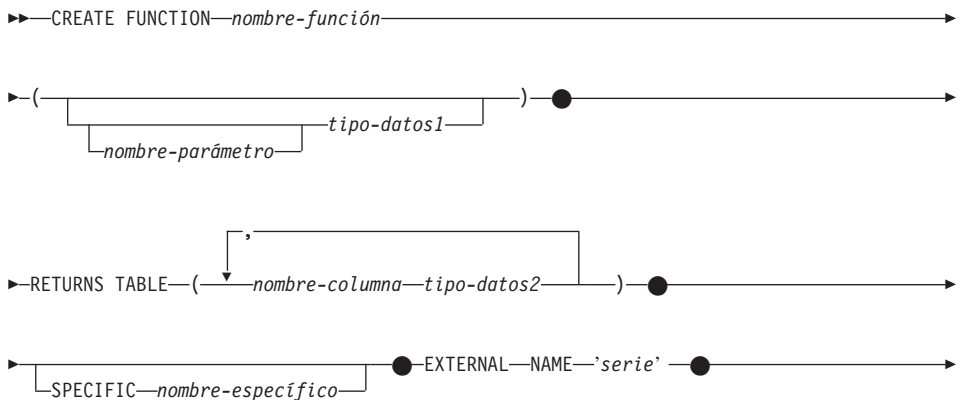 CREATE FUNCTION nombre-función
( tipo-datos1 )
nombre-parámetro
,
RETURNS TABLE ( nombre-columna tipo-datos2 )
EXTERNAL NAME ’serie’
SPECIFIC nombre-específico